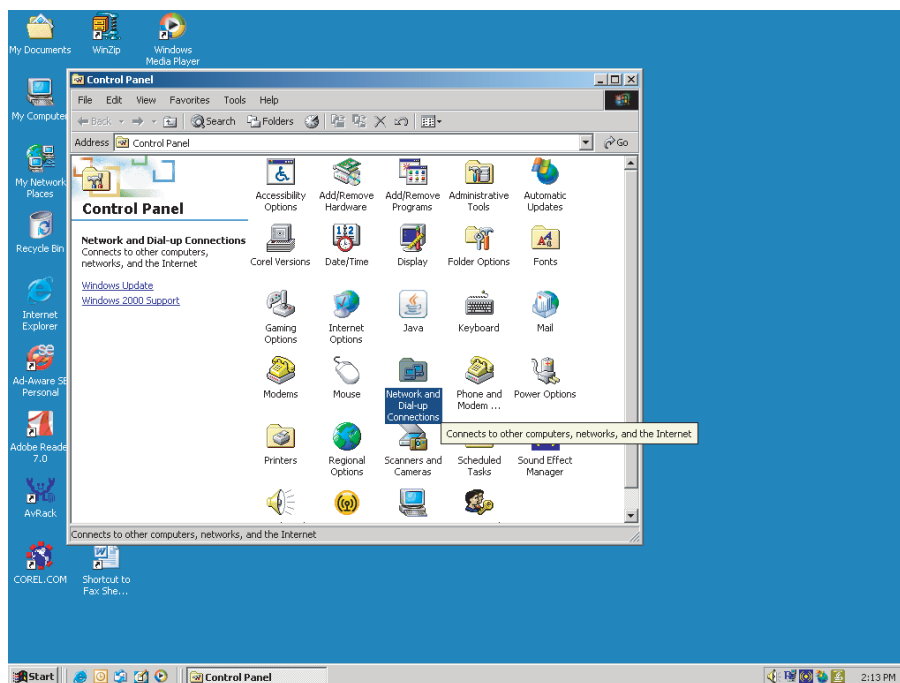 My Documents
WinZip
Windows
Media Player
My Computer
My Network
Places
Recycle Bin
Internet
Explorer
Ad-Aware SE
Personal
Adobe Reade
7.0
AvRack
COREL.COM
Shortcut to
Fax She...
Control Panel
File Edit View Favorites Tools Help
Back Search Folders
Address Control Panel Go
Control Panel
Network and Dial-up Connections
Connects to other computers,
networks, and the Internet
Windows Update
Windows 2000 Support
Accessibility
Options
Add/Remove
Hardware
Add/Remove
Programs
Administrative
Tools
Automatic
Updates
Corel Versions
Date/Time
Display
Folder Options
Fonts
Gaming
Options
Internet
Options
Java
Keyboard
Mail
Modems
Mouse
Network and
Dial-up
Connections
Phone and
Modem ...
Power Options
Connects to other computers, networks, and the Internet
Printers
Regional
Options
Scanners and
Cameras
Scheduled
Tasks
Sound Effect
Manager
Connects to other computers, networks, and the Internet
Start
Control Panel
2:13 PM